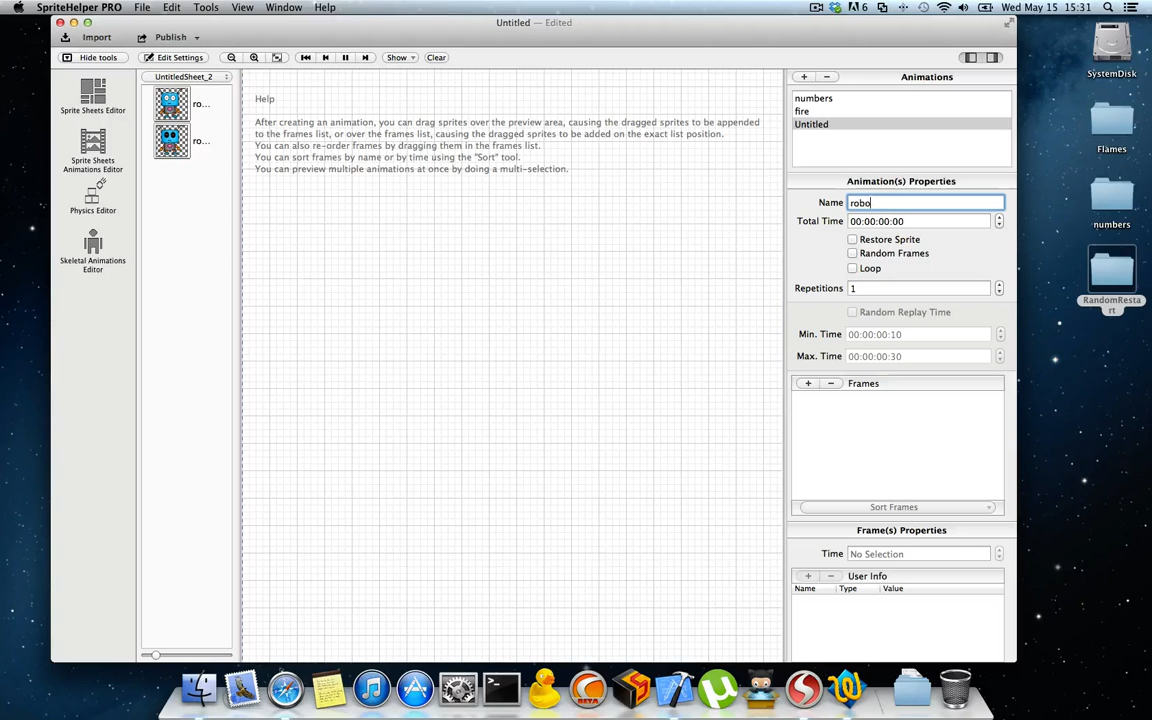 SpriteHelper PRO File Edit Tools View Window Help
6 Wed May 15 15:31
Untitled — Edited
Import Publish
Hide tools Edit Settings Show Clear
Sprite Sheets Editor
Sprite Sheets
Animations Editor
Physics Editor
Skeletal Animations
Editor
UntitledSheet_2
ro...
ro...
Help
After creating an animation, you can drag sprites over the preview area, causing the dragged sprites to be appended
to the frames list, or over the frames list, causing the dragged sprites to be added on the exact list position.
You can also re-order frames by dragging them in the frames list.
You can sort frames by name or by time using the "Sort" tool.
You can preview multiple animations at once by doing a multi-selection.
+ − Animations
numbers
fire
Untitled
Animation(s) Properties
Name robo
Total Time 00:00:00:00
Restore Sprite
Random Frames
Loop
Repetitions 1
Random Replay Time
Min. Time 00:00:00:10
Max. Time 00:00:00:30
+ − Frames
Sort Frames
Frame(s) Properties
Time No Selection
+ − User Info
Name Type Value
SystemDisk
Flames
numbers
RandomResta
rt
BETA